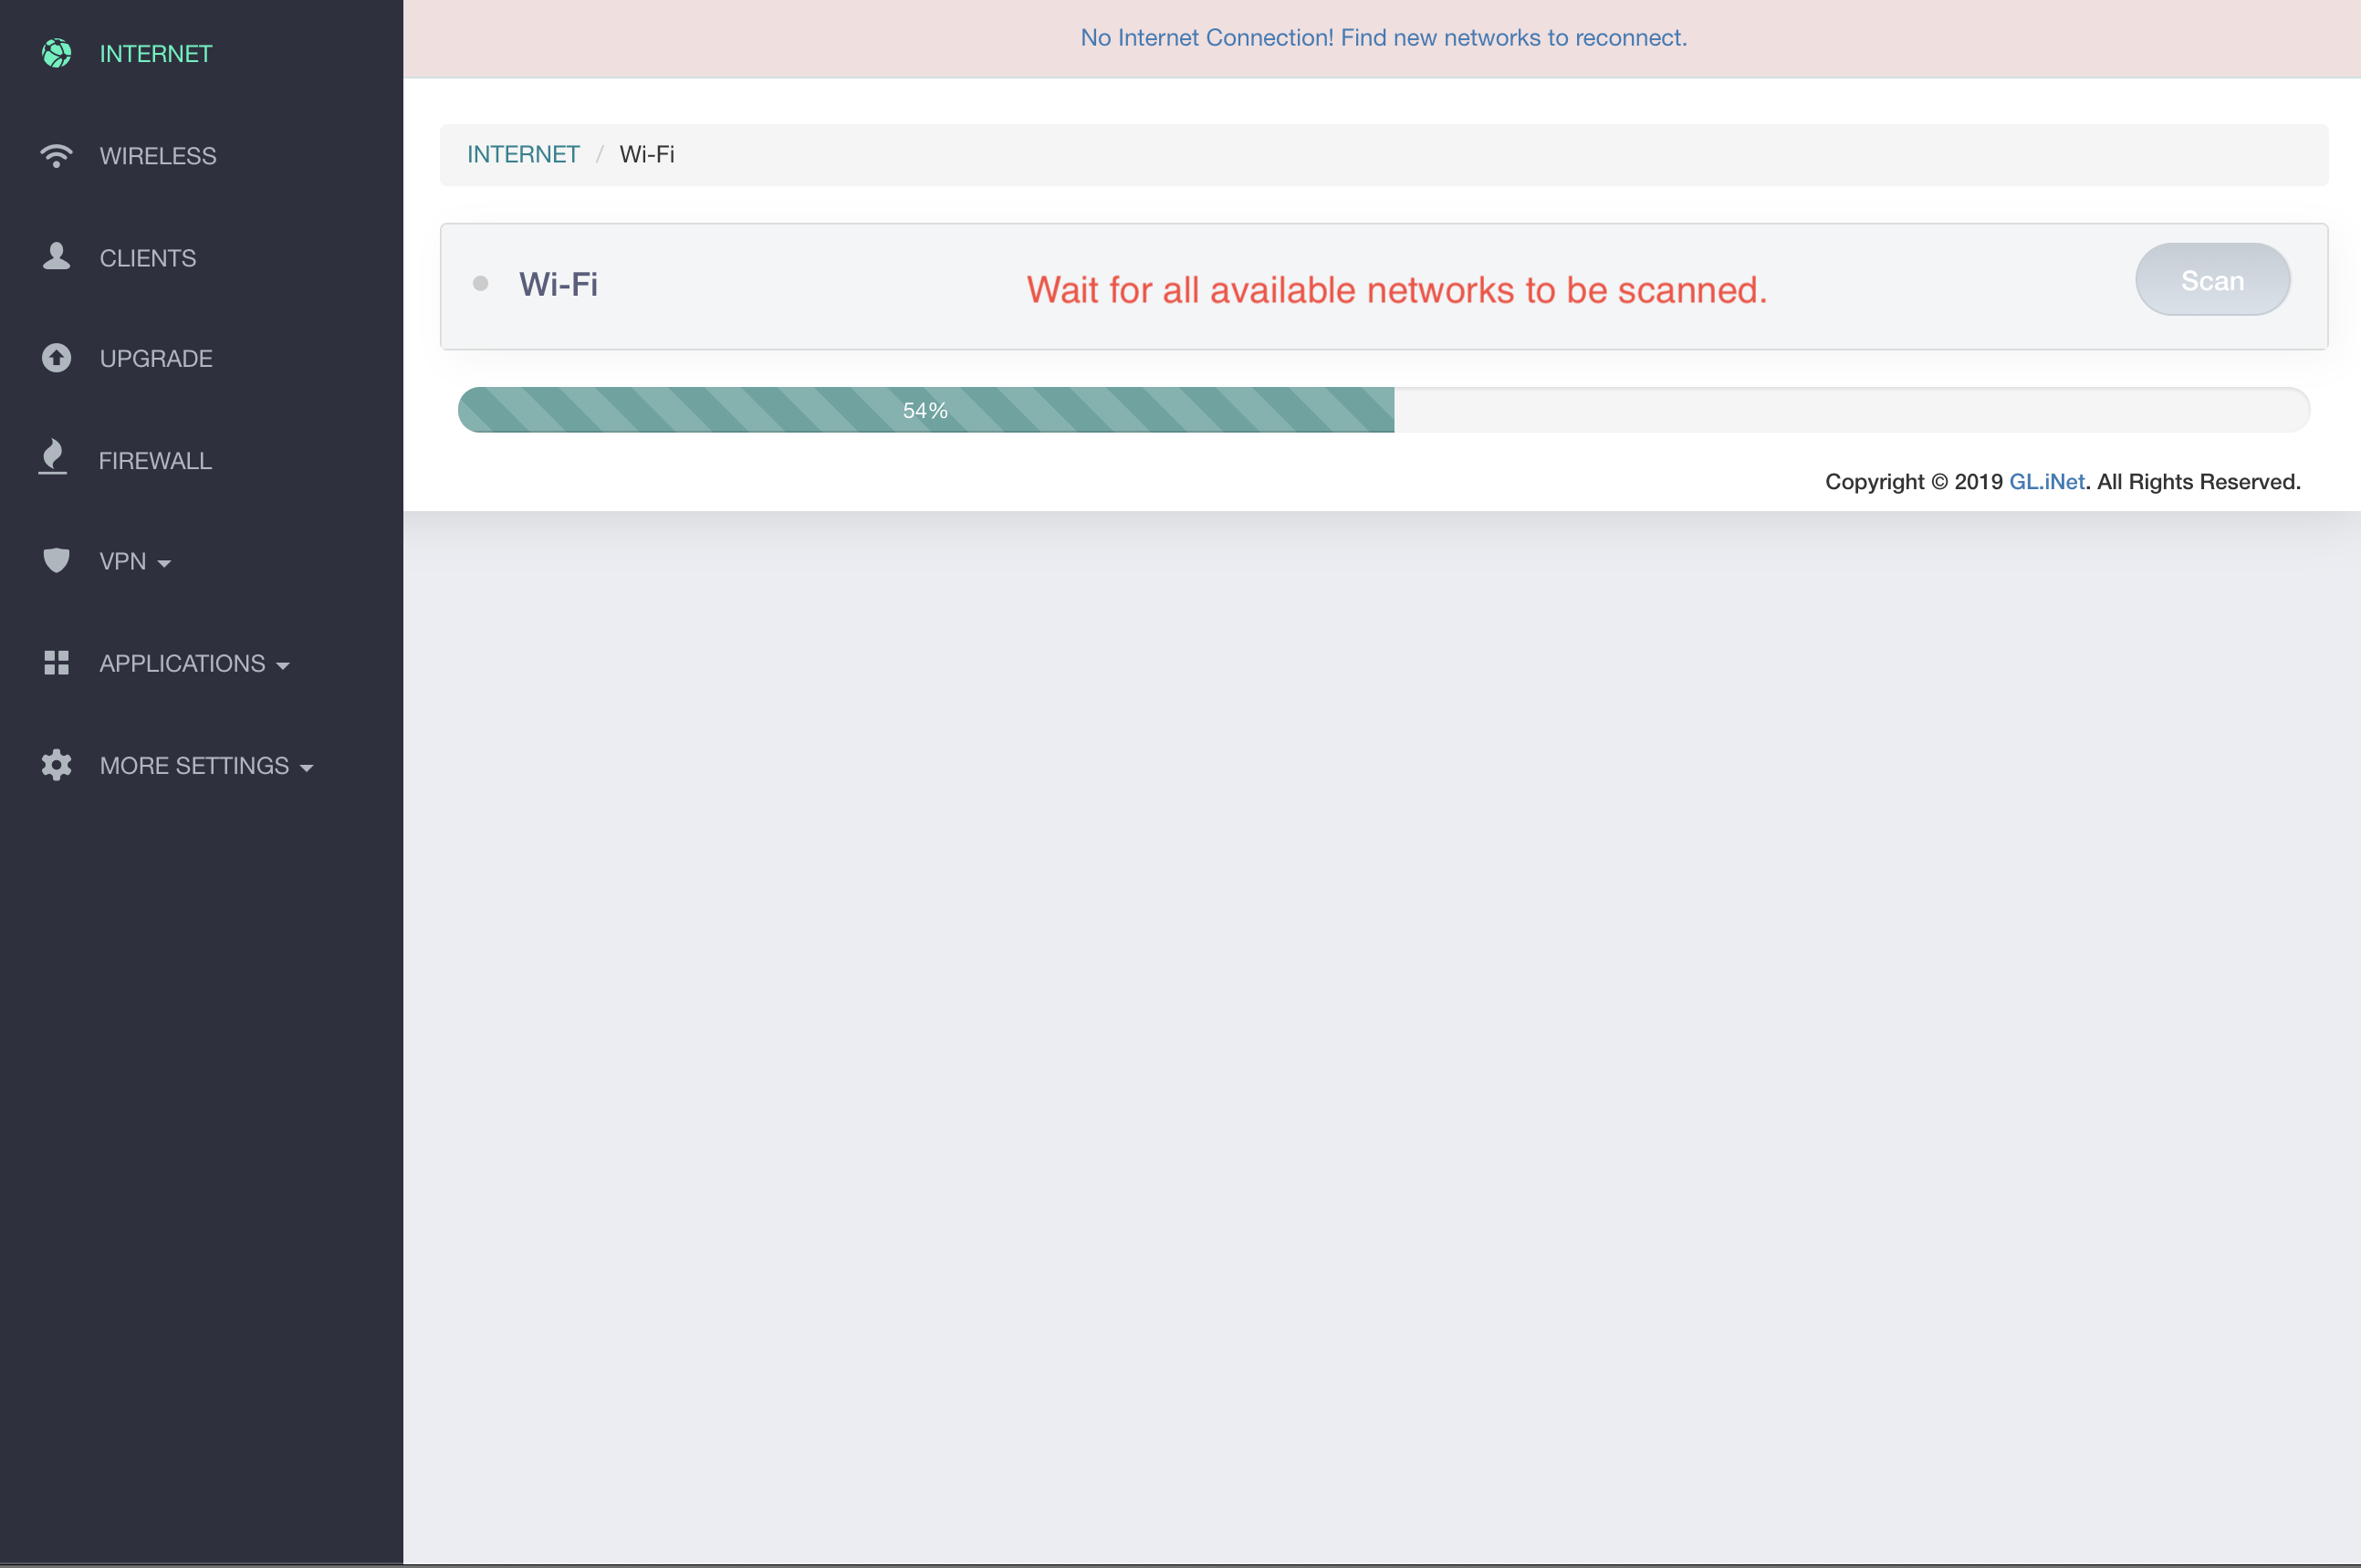 INTERNET
WIRELESS
CLIENTS
UPGRADE
FIREWALL
VPN
APPLICATIONS
MORE SETTINGS
No Internet Connection! Find new networks to reconnect.
INTERNET / Wi-Fi
Wi-Fi Wait for all available networks to be scanned. Scan
54%
Copyright © 2019 GL.iNet. All Rights Reserved.